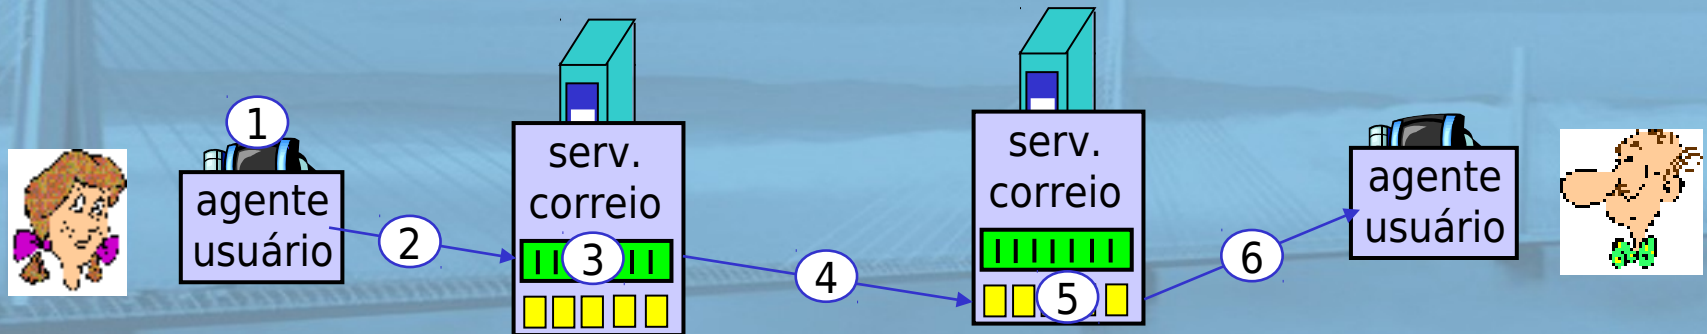 1
agente
usuário
2
serv.
correio
3
4
serv.
correio
5
6
agente
usuário